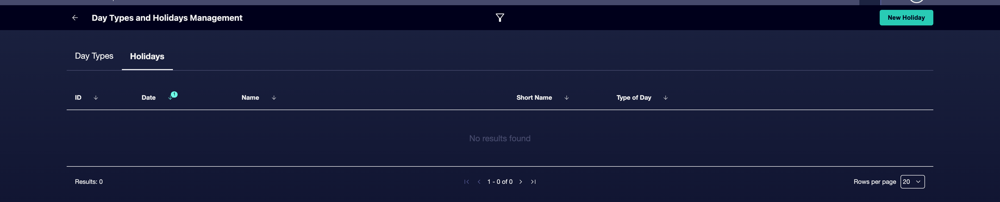 Day Types and Holidays Management
New Holiday
Day Types Holidays
ID Date 1 Name Short Name Type of Day
No results found
Results: 0 1 - 0 of 0 Rows per page 20